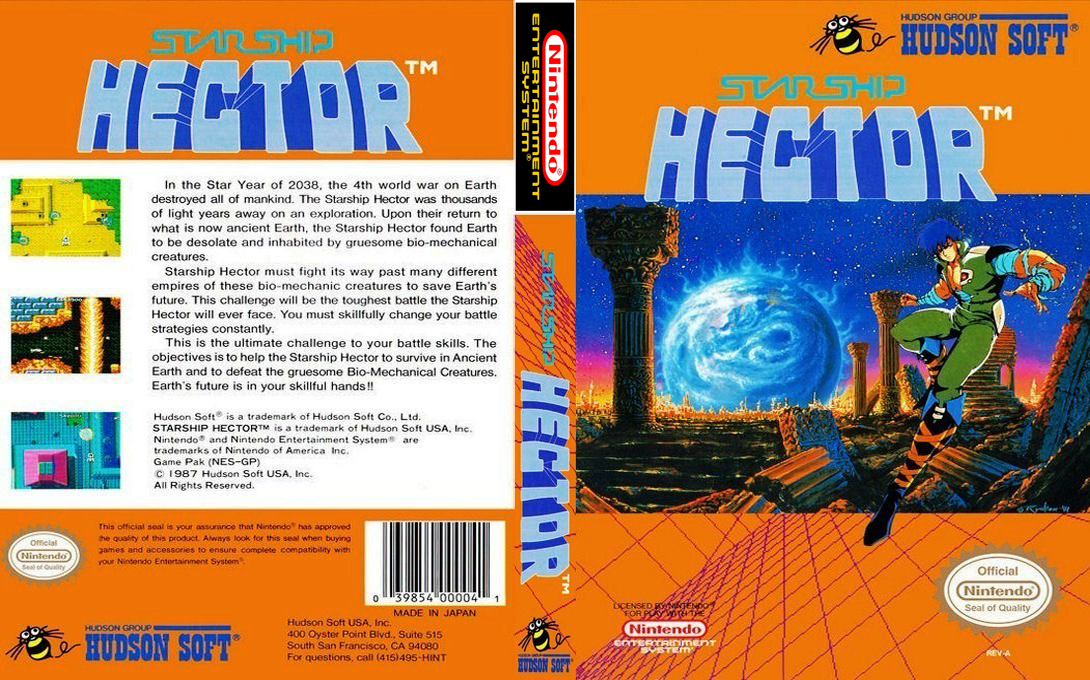 STARSHIP
HECTOR™
In the Star Year of 2038, the 4th world war on Earth
destroyed all of mankind. The Starship Hector was thousands
of light years away on an exploration. Upon their return to
what is now ancient Earth, the Starship Hector found Earth
to be desolate and inhabited by gruesome bio-mechanical
creatures.
Starship Hector must fight its way past many different
empires of these bio-mechanic creatures to save Earth's
future. This challenge will be the toughest battle the Starship
Hector will ever face. You must skillfully change your battle
strategies constantly.
This is the ultimate challenge to your battle skills. The
objectives is to help the Starship Hector to survive in Ancient
Earth and to defeat the gruesome Bio-Mechanical Creatures.
Earth's future is in your skillful hands!!
Hudson Soft® is a trademark of Hudson Soft Co., Ltd.
STARSHIP HECTOR™ is a trademark of Hudson Soft USA, Inc.
Nintendo® and Nintendo Entertainment System® are
trademarks of Nintendo of America Inc.
Game Pak (NES-GP)
© 1987 Hudson Soft USA, Inc.
All Rights Reserved.
Official
Nintendo®
Seal of Quality
This official seal is your assurance that Nintendo® has approved
the quality of this product. Always look for this seal when buying
games and accessories to ensure complete compatibility with
your Nintendo Entertainment System®.
0 39854 00004 1
MADE IN JAPAN
HUDSON GROUP
HUDSON SOFT®
Hudson Soft USA, Inc.
400 Oyster Point Blvd., Suite 515
South San Francisco, CA 94080
For questions, call (415)495-HINT
Nintendo®
ENTERTAINMENT
SYSTEM®
STARSHIP
HECTOR™
HUDSON GROUP
HUDSON SOFT
HUDSON GROUP
HUDSON SOFT®
STARSHIP
HECTOR™
LICENSED BY NINTENDO®
FOR PLAY WITH THE
Nintendo
ENTERTAINMENT
SYSTEM®
Official
Nintendo®
Seal of Quality
REV-A